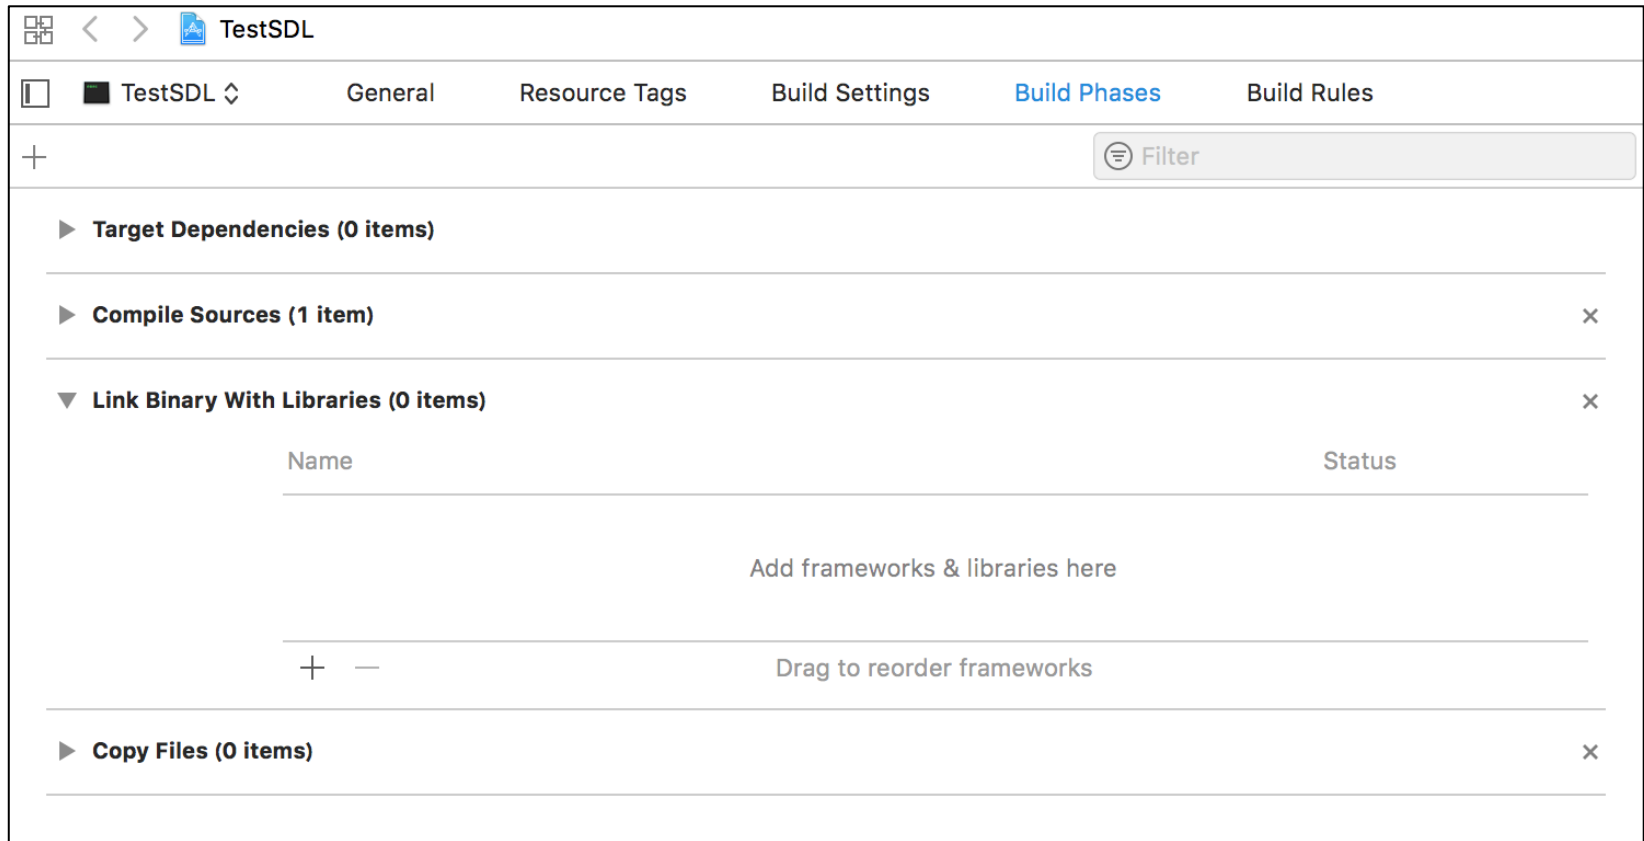 TestSDL
TestSDL General Resource Tags Build Settings Build Phases Build Rules
Filter
Target Dependencies (0 items)
Compile Sources (1 item)
Link Binary With Libraries (0 items)
Name Status
Add frameworks & libraries here
Drag to reorder frameworks
Copy Files (0 items)